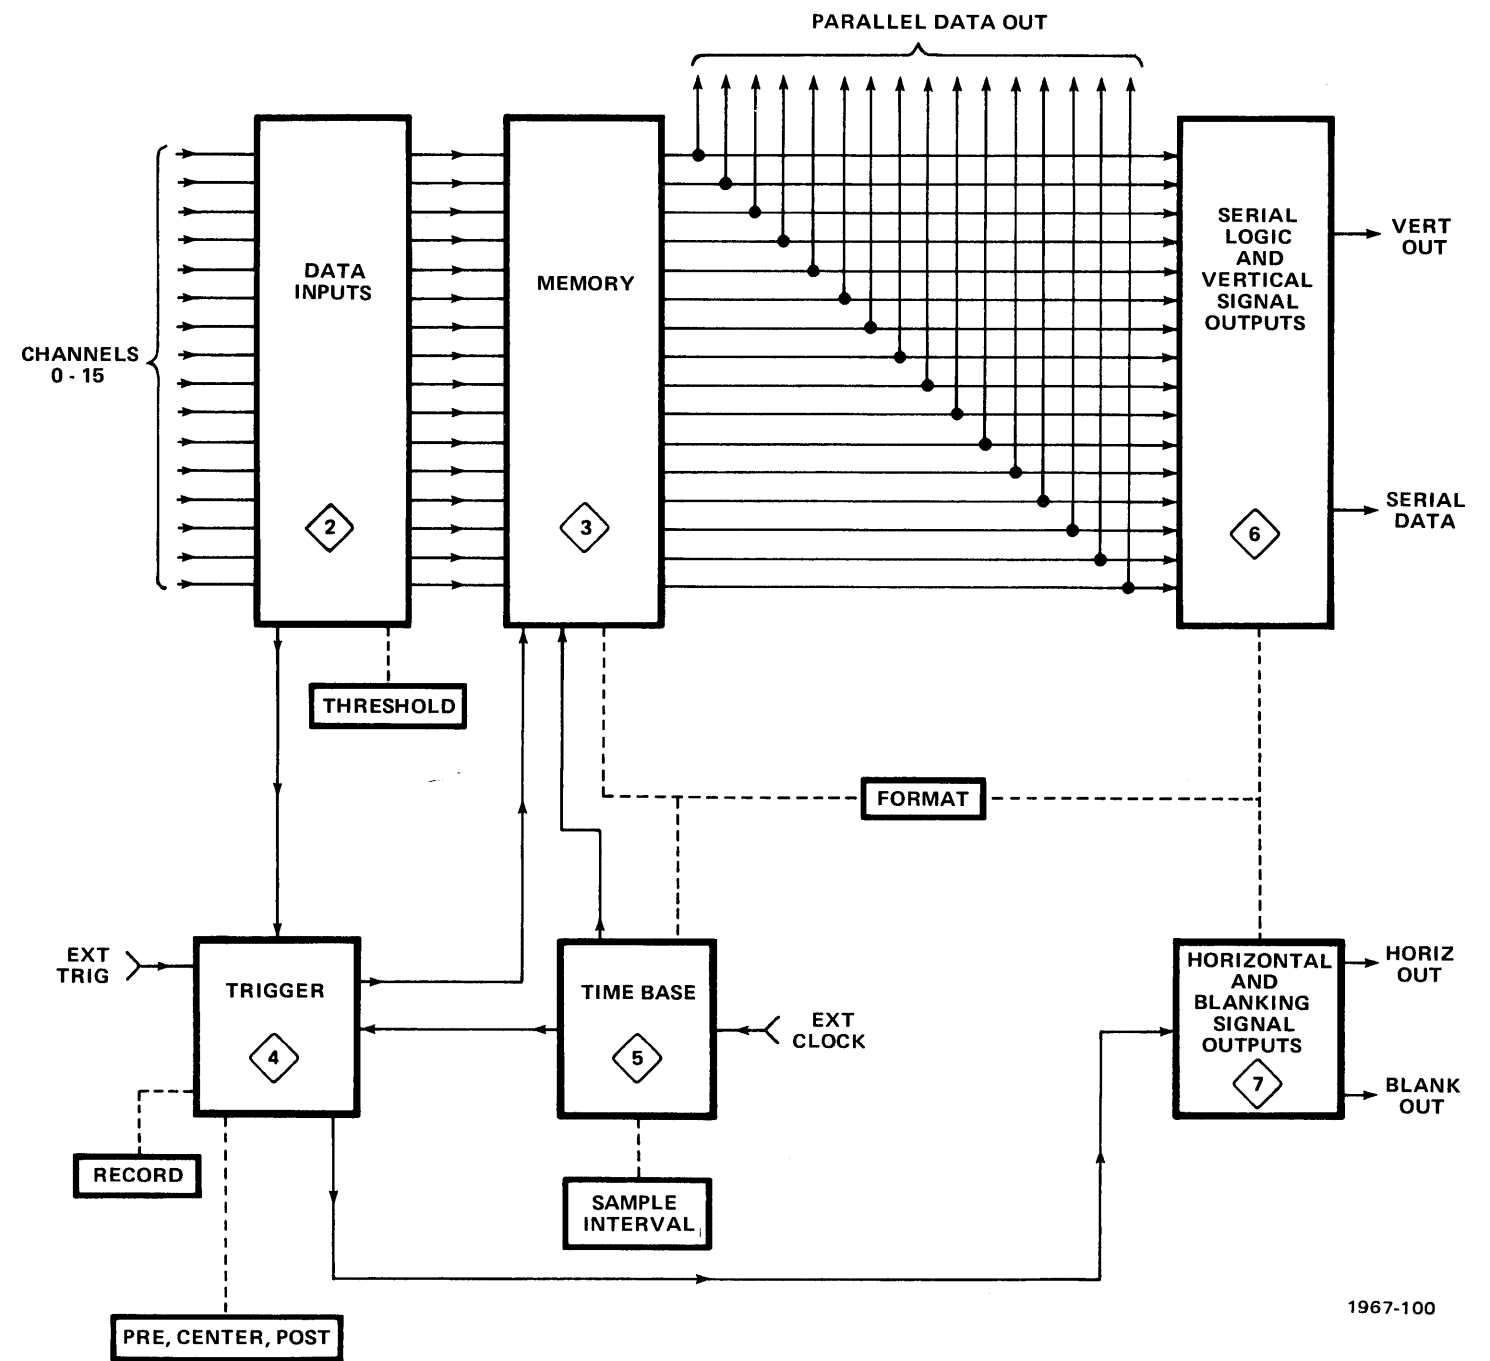 PARALLEL DATA OUT
CHANNELS
0 - 15
DATA
INPUTS
2
MEMORY
3
SERIAL
LOGIC
AND
VERTICAL
SIGNAL
OUTPUTS
6
VERT
OUT
SERIAL
DATA
THRESHOLD
FORMAT
EXT
TRIG
TRIGGER
4
TIME BASE
5
EXT
CLOCK
HORIZONTAL
AND
BLANKING
SIGNAL
OUTPUTS
7
HORIZ
OUT
BLANK
OUT
RECORD
SAMPLE
INTERVAL
PRE, CENTER, POST
1967-100